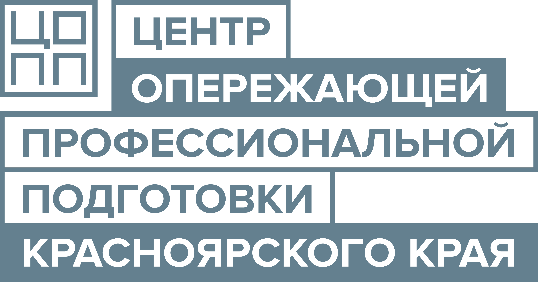 ЦО
ПП
ЦЕНТР
ОПЕРЕЖАЮЩЕЙ
ПРОФЕССИОНАЛЬНОЙ
ПОДГОТОВКИ
КРАСНОЯРСКОГО КРАЯ